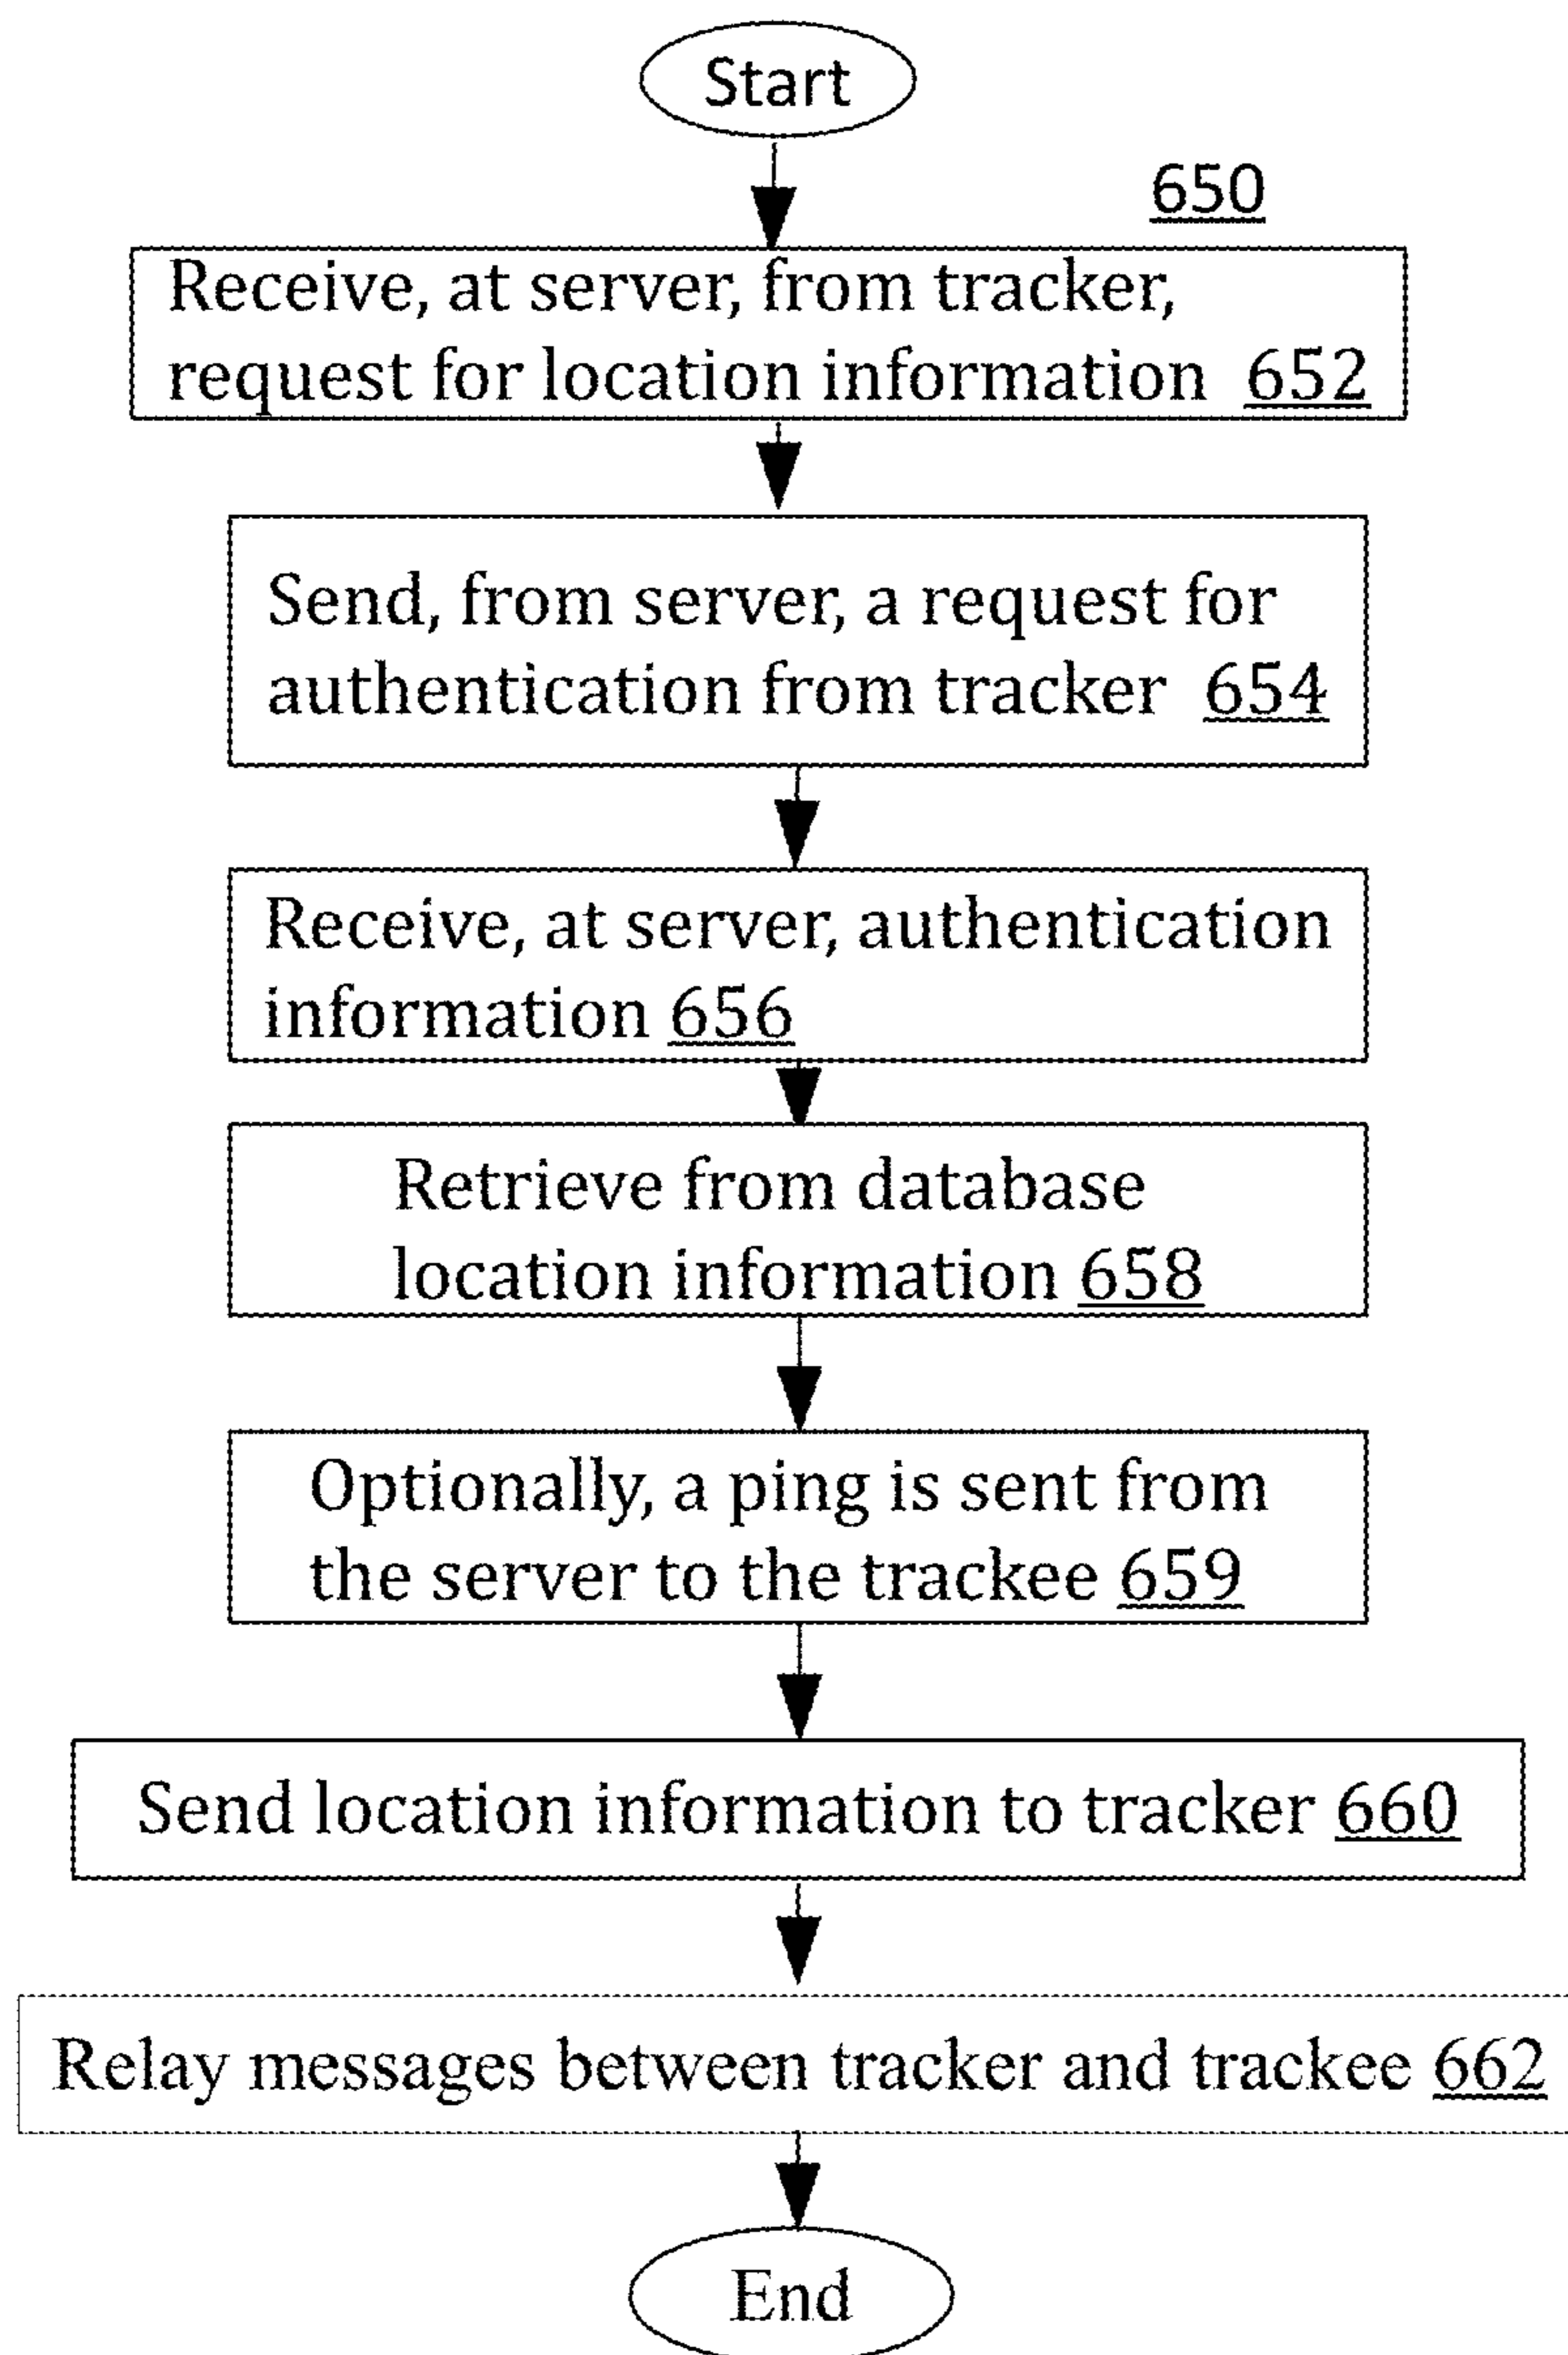 Start
650
Receive, at server, from tracker,
request for location information 652
Send, from server, a request for
authentication from tracker 654
Receive, at server, authentication
information 656
Retrieve from database
location information 658
Optionally, a ping is sent from
the server to the trackee 659
Send location information to tracker 660
Relay messages between tracker and trackee 662
End